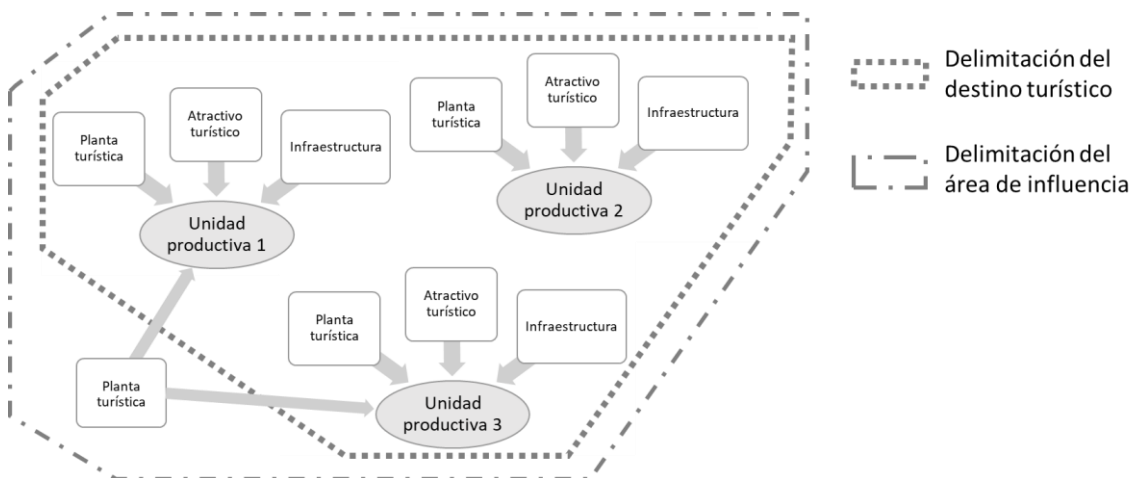 Planta
turística
Atractivo
turístico
Infraestructura
Unidad
productiva 1
Planta
turística
Atractivo
turístico
Infraestructura
Unidad
productiva 2
Planta
turística
Atractivo
turístico
Infraestructura
Unidad
productiva 3
Planta
turística
Delimitación del
destino turístico
Delimitación del
área de influencia